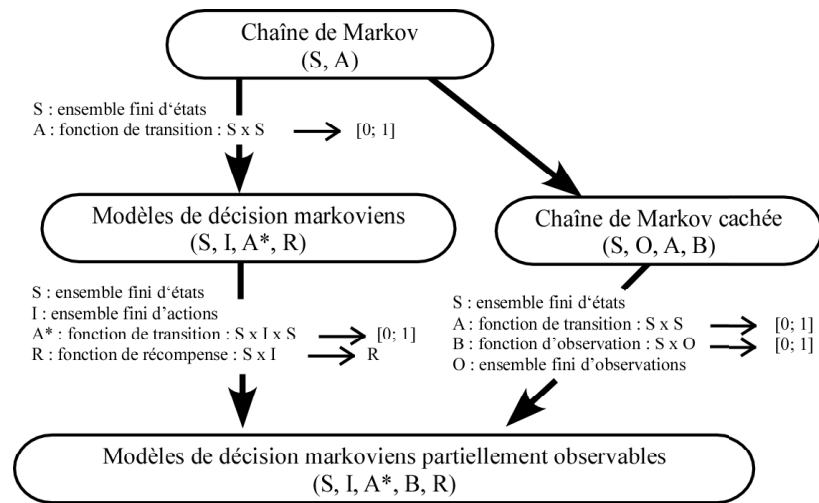 Chaîne de Markov
(S, A)
S : ensemble fini d‘états
A : fonction de transition : S x S [0; 1]
Modèles de décision markoviens
(S, I, A*, R)
Chaîne de Markov cachée
(S, O, A, B)
S : ensemble fini d‘états
I : ensemble fini d’actions
A* : fonction de transition : S x I x S [0; 1]
R : fonction de récompense : S x I R
S : ensemble fini d‘états
A : fonction de transition : S x S [0; 1]
B : fonction d’observation : S x O [0; 1]
O : ensemble fini d’observations
Modèles de décision markoviens partiellement observables
(S, I, A*, B, R)